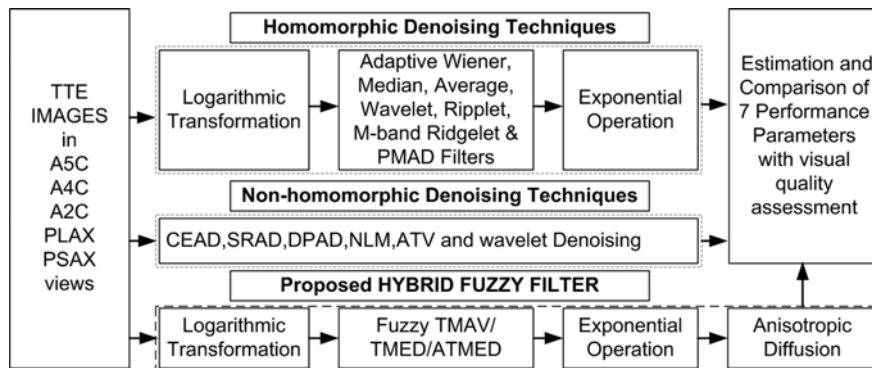 TTE
IMAGES
in
A5C
A4C
A2C
PLAX
PSAX
views
Homomorphic Denoising Techniques
Logarithmic
Transformation
Adaptive Wiener,
Median, Average,
Wavelet, Ripplet,
M-band Ridgelet &
PMAD Filters
Exponential
Operation
Non-homomorphic Denoising Techniques
CEAD,SRAD,DPAD,NLM,ATV and wavelet Denoising
Proposed HYBRID FUZZY FILTER
Logarithmic
Transformation
Fuzzy TMAV/
TMED/ATMED
Exponential
Operation
Anisotropic
Diffusion
Estimation and
Comparison of
7 Performance
Parameters
with visual
quality
assessment